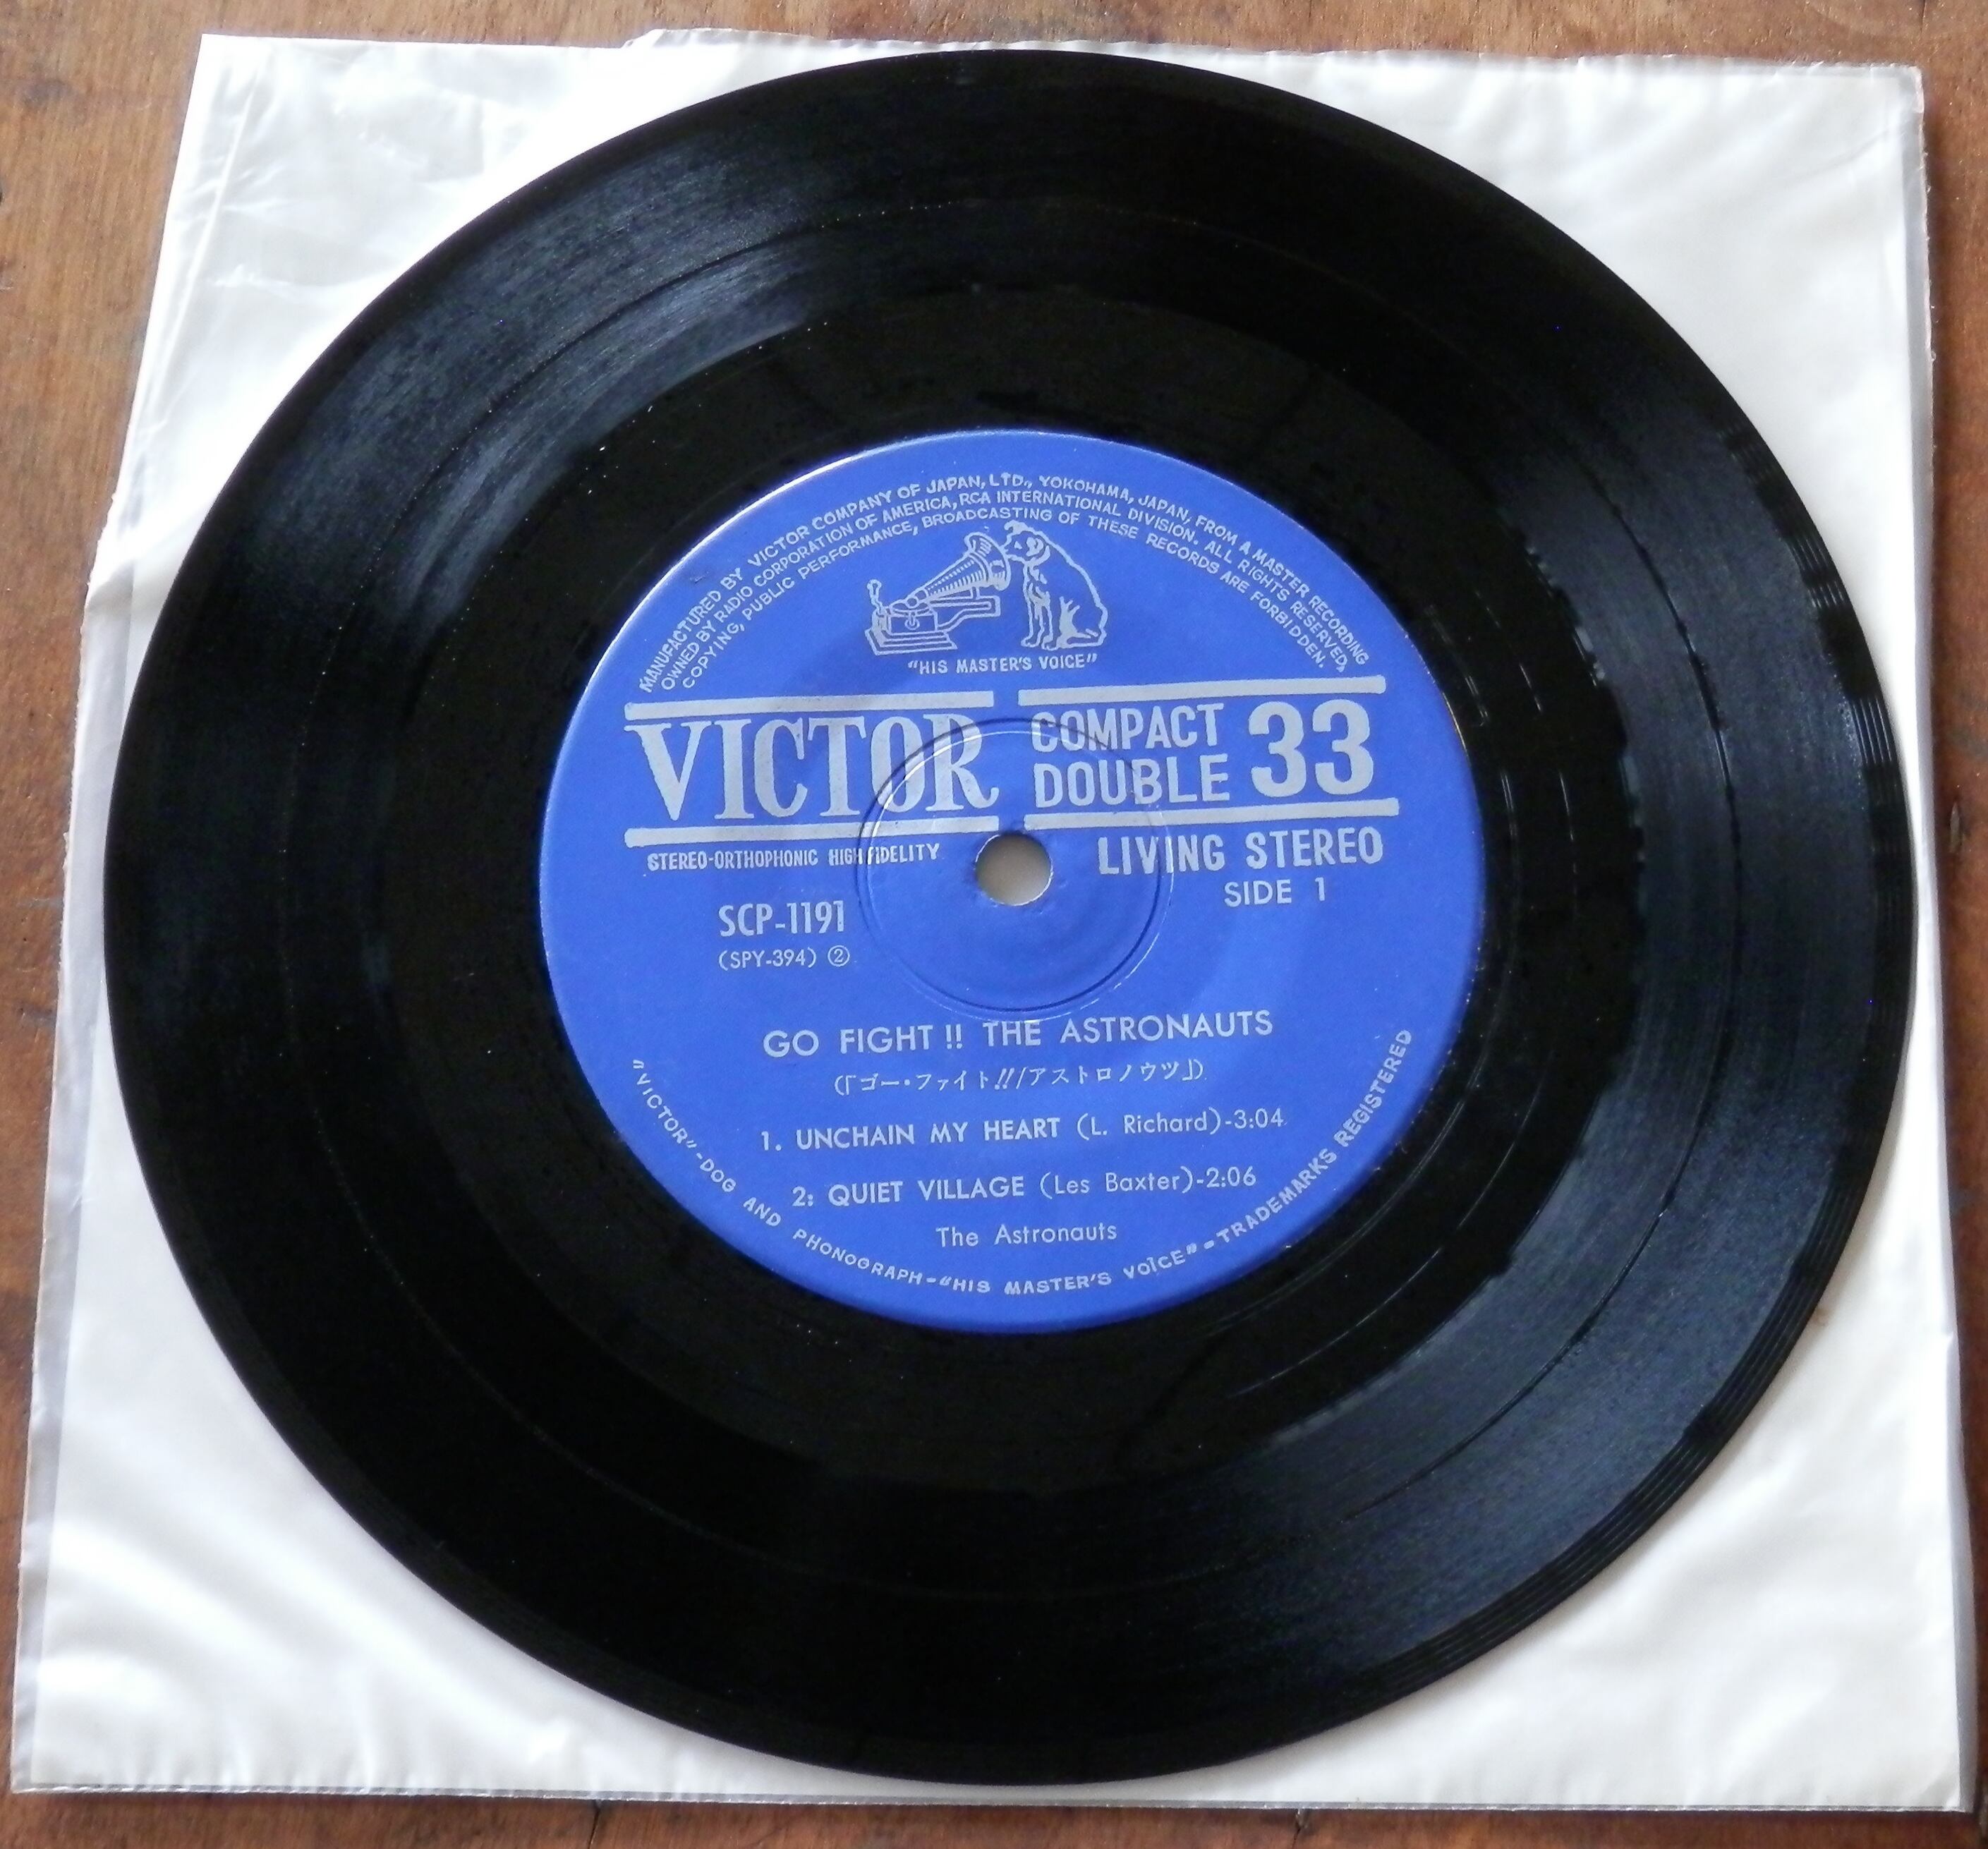 MANUFACTURED BY VICTOR COMPANY OF JAPAN, LTD., YOKOHAMA, JAPAN, FROM A MASTER RECORDING
OWNED BY RADIO CORPORATION OF AMERICA, RCA INTERNATIONAL DIVISION. ALL RIGHTS RESERVED,
COPYING, PUBLIC PERFORMANCE, BROADCASTING OF THESE RECORDS ARE FORBIDDEN.
"HIS MASTER'S VOICE"
VICTOR
COMPACT
DOUBLE 33
STEREO-ORTHOPHONIC HIGH FIDELITY
LIVING STEREO
SIDE 1
SCP-1191
(SPY-394) ②
GO FIGHT!! THE ASTRONAUTS
(「ゴー・ファイト!!/アストロノウツ」)
1. UNCHAIN MY HEART (L. Richard)-3:04
2: QUIET VILLAGE (Les Baxter)-2:06
The Astronauts
"VICTOR"-DOG AND PHONOGRAPH-"HIS MASTER'S VOICE"-TRADEMARKS REGISTERED